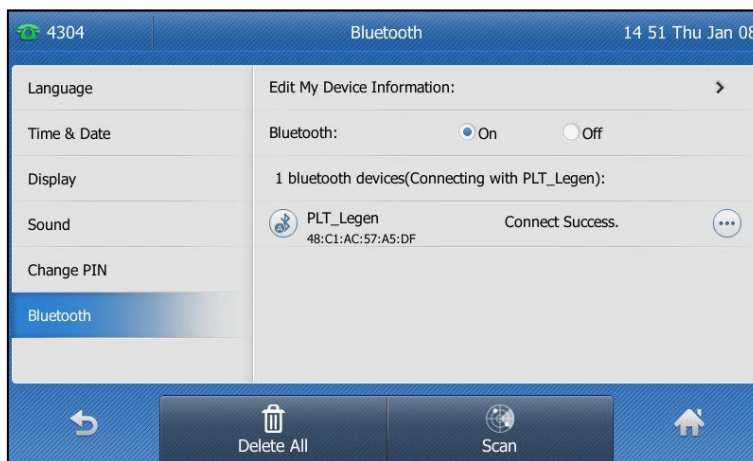 4304 Bluetooth 14 51 Thu Jan 08
Language
Time & Date
Display
Sound
Change PIN
Bluetooth
Edit My Device Information:
Bluetooth: On Off
1 bluetooth devices(Connecting with PLT_Legen):
PLT_Legen Connect Success.
48:C1:AC:57:A5:DF
Delete All Scan